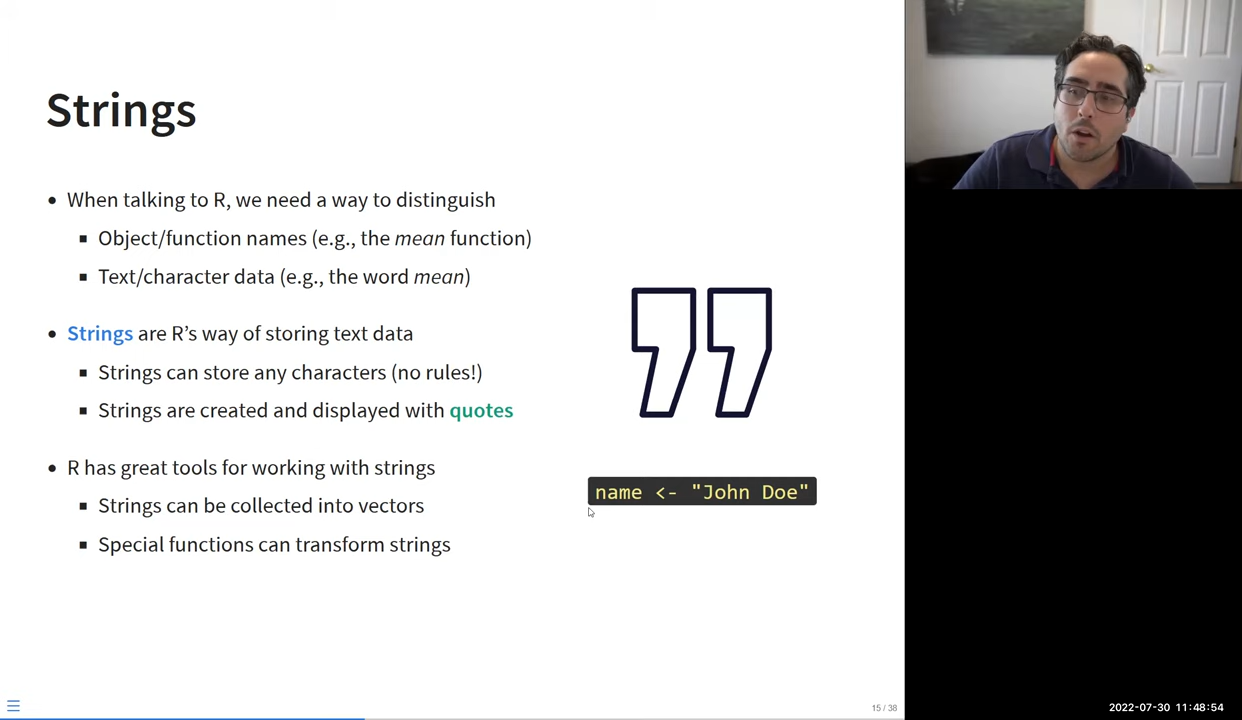 Strings
When talking to R, we need a way to distinguish
Object/function names (e.g., the mean function)
Text/character data (e.g., the word mean)
Strings are R’s way of storing text data
Strings can store any characters (no rules!)
Strings are created and displayed with quotes
R has great tools for working with strings
Strings can be collected into vectors
Special functions can transform strings
name <- "John Doe"
15 / 38
2022-07-30 11:48:54